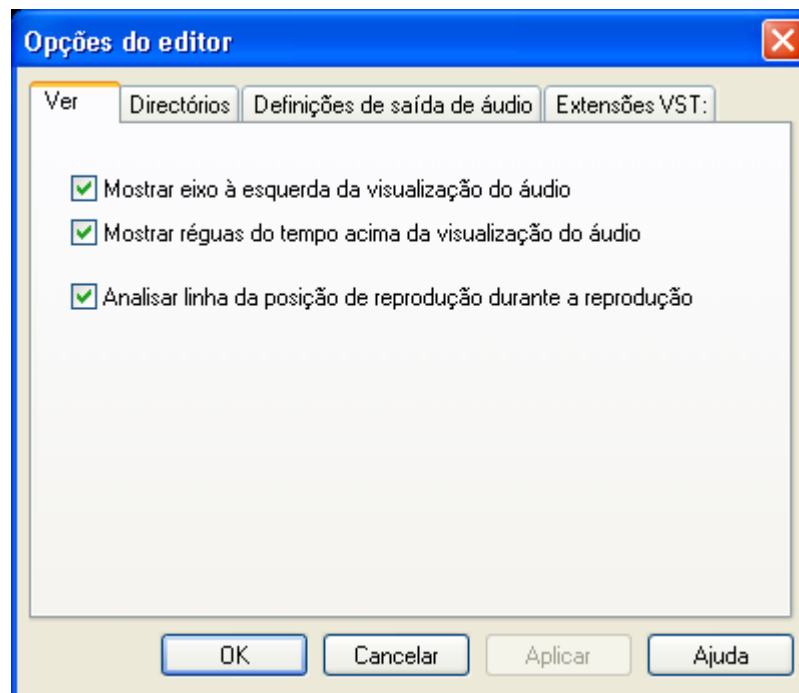 Opções do editor
Ver Directórios Definições de saída de áudio Extensões VST:
Mostrar eixo à esquerda da visualização do áudio
Mostrar réguas do tempo acima da visualização do áudio
Analisar linha da posição de reprodução durante a reprodução
OK Cancelar Aplicar Ajuda